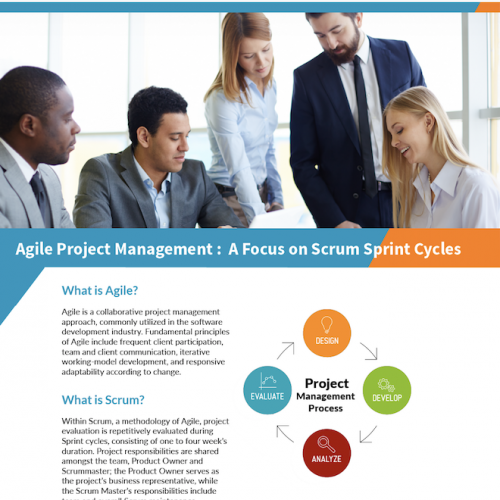 Agile Project Management : A Focus on Scrum Sprint Cycles
What is Agile?
Agile is a collaborative project management
approach, commonly utilized in the software
development industry. Fundamental principles
of Agile include frequent client participation,
team and client communication, iterative
working-model development, and responsive
adaptability according to change.
What is Scrum?
Within Scrum, a methodology of Agile, project
evaluation is repetitively evaluated during
Sprint cycles, consisting of one to four week's
duration. Project responsibilities are shared
amongst the team, Product Owner and
Scrummaster; the Product Owner serves as
the project's business representative, while
the Scrum Master's responsibilities include
DESIGN
EVALUATE
Project
Management
Process
DEVELOP
ANALYZE